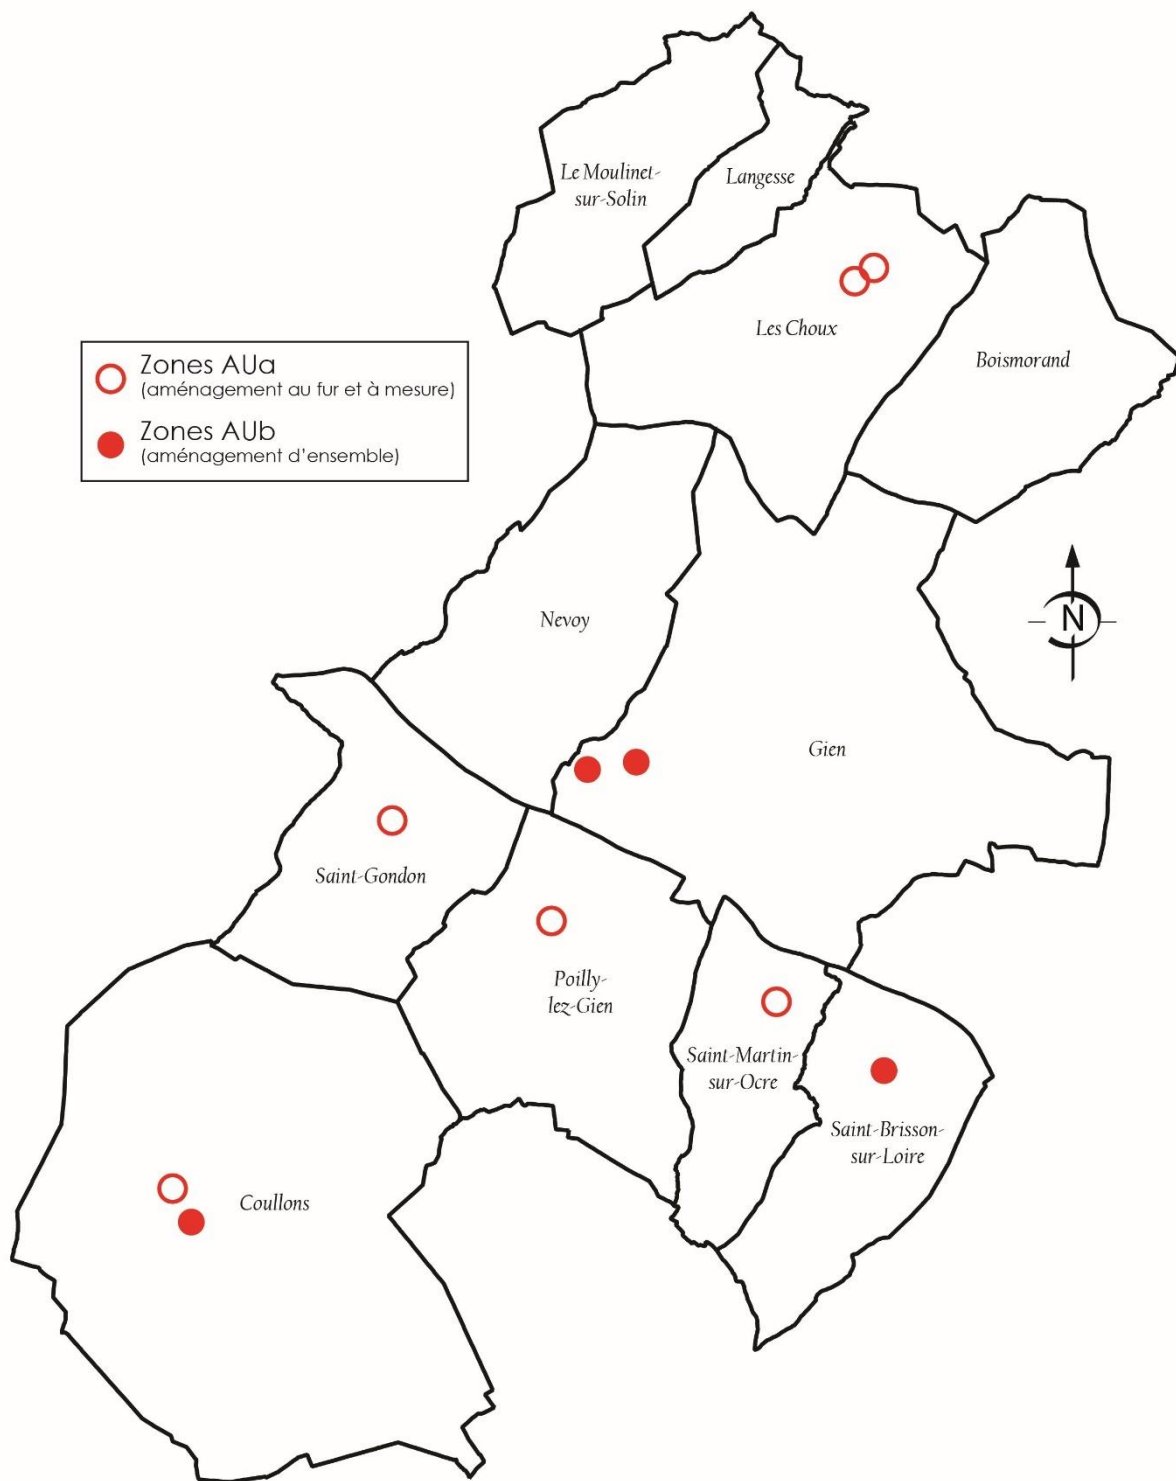 Le Moulinet-
sur-Solin
Langesse
Les Choux
Boismorand
Zones AUa
(aménagement au fur et à mesure)
Zones AUb
(aménagement d'ensemble)
Nevoy
N
Gien
Saint-Gondon
Poilly-
lez-Gien
Saint-Martin-
sur-Ocre
Saint-Brisson-
sur-Loire
Coullons